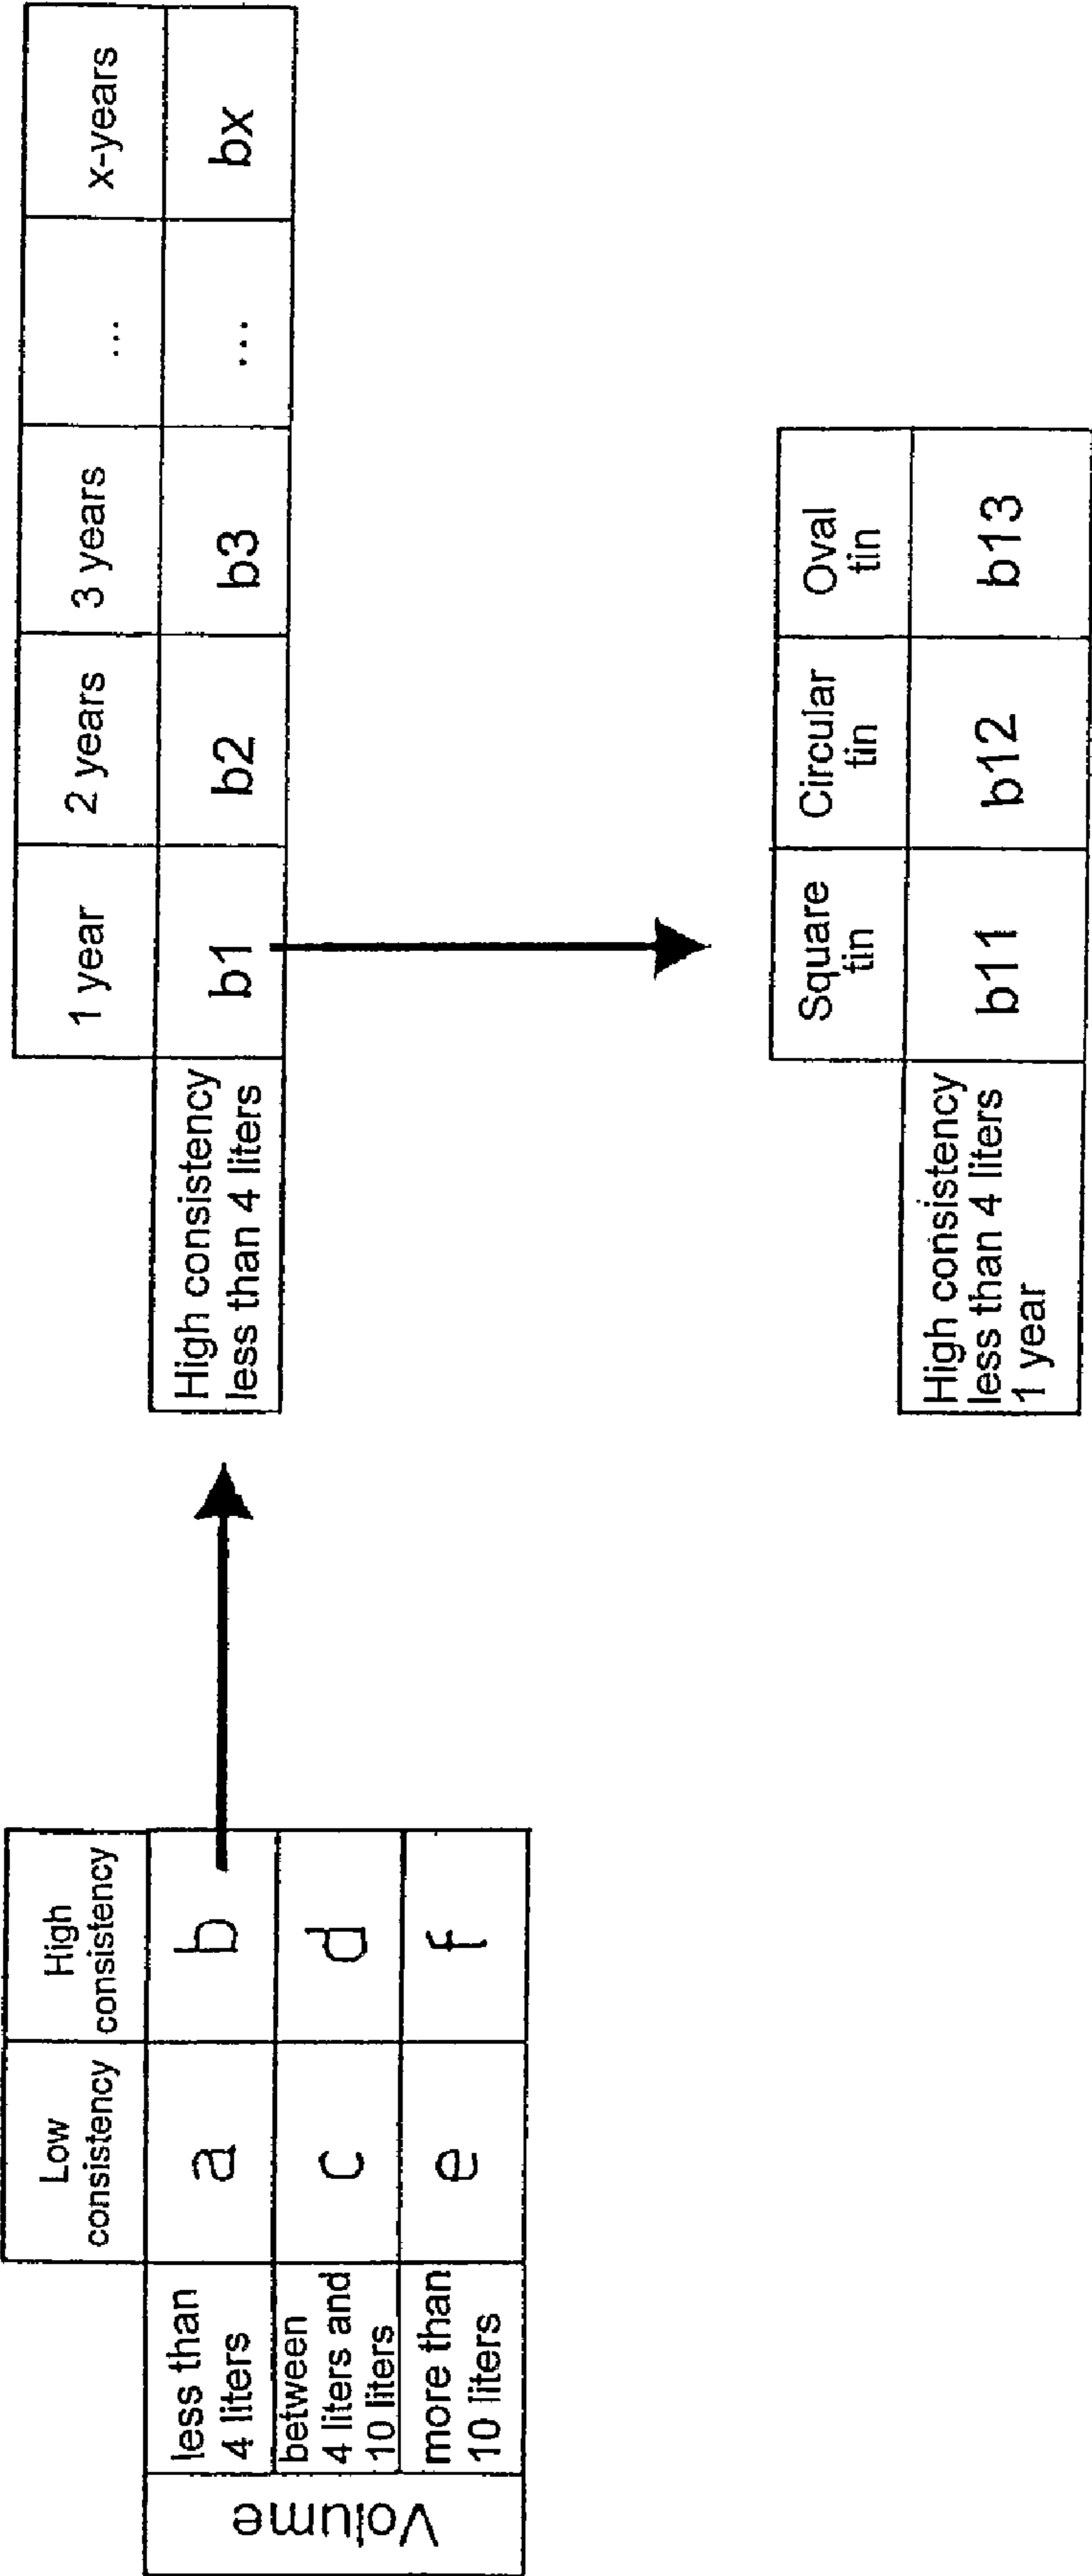 Low
consistency
High
consistency
Volume
less than
4 liters
a
b
between
4 liters and
10 liters
c
d
more than
10 liters
e
f
1 year
2 years
3 years
...
x-years
High consistency
less than 4 liters
b1
b2
b3
...
bx
Square
tin
Circular
tin
Oval
tin
High consistency
less than 4 liters
1 year
b11
b12
b13